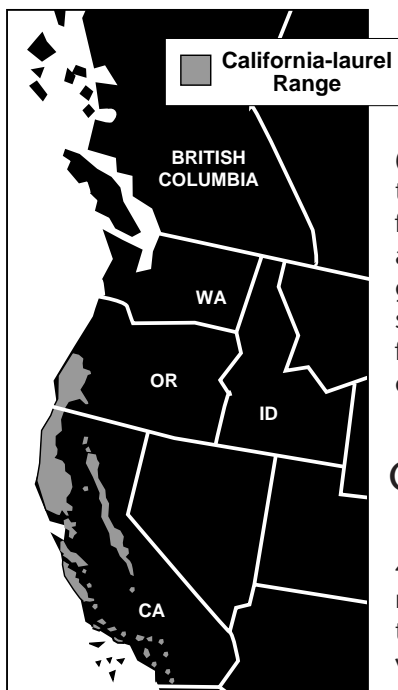 California-laurel
Range
BRITISH
COLUMBIA
WA
OR
ID
CA